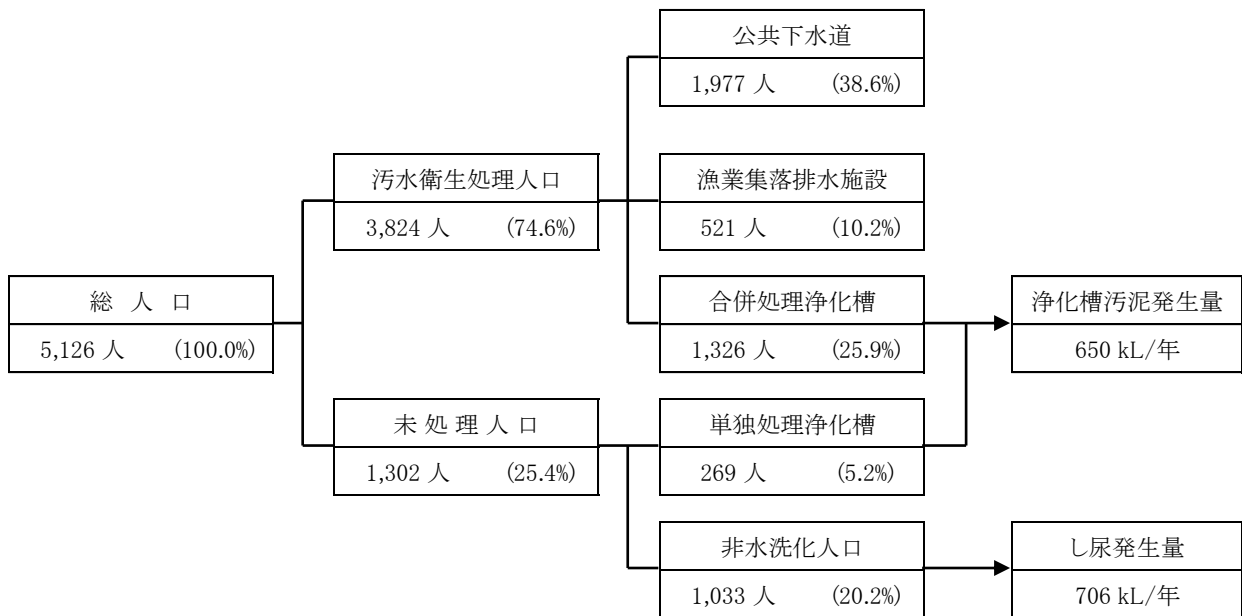 公共下水道
1,977 人 (38.6%)
汚水衛生処理人口
3,824 人 (74.6%)
漁業集落排水施設
521 人 (10.2%)
総 人 口
5,126 人 (100.0%)
合併処理浄化槽
1,326 人 (25.9%)
浄化槽汚泥発生量
650 kL/年
未 処 理 人 口
1,302 人 (25.4%)
単独処理浄化槽
269 人 (5.2%)
非水洗化人口
1,033 人 (20.2%)
し尿発生量
706 kL/年